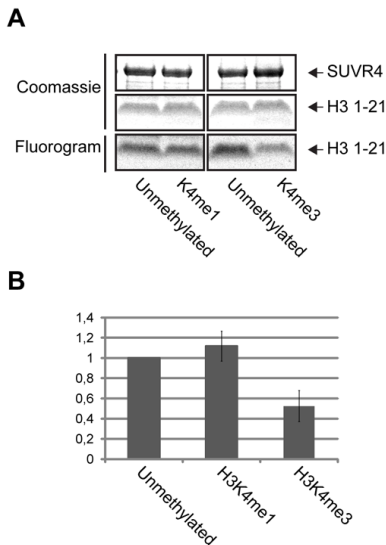 A
Coomassie
SUVR4
H3 1-21
Fluorogram
H3 1-21
Unmethylated
K4me1
Unmethylated
K4me3
B
1,4
1,2
1
0,8
0,6
0,4
0,2
0
Unmethylated
H3K4me1
H3K4me3